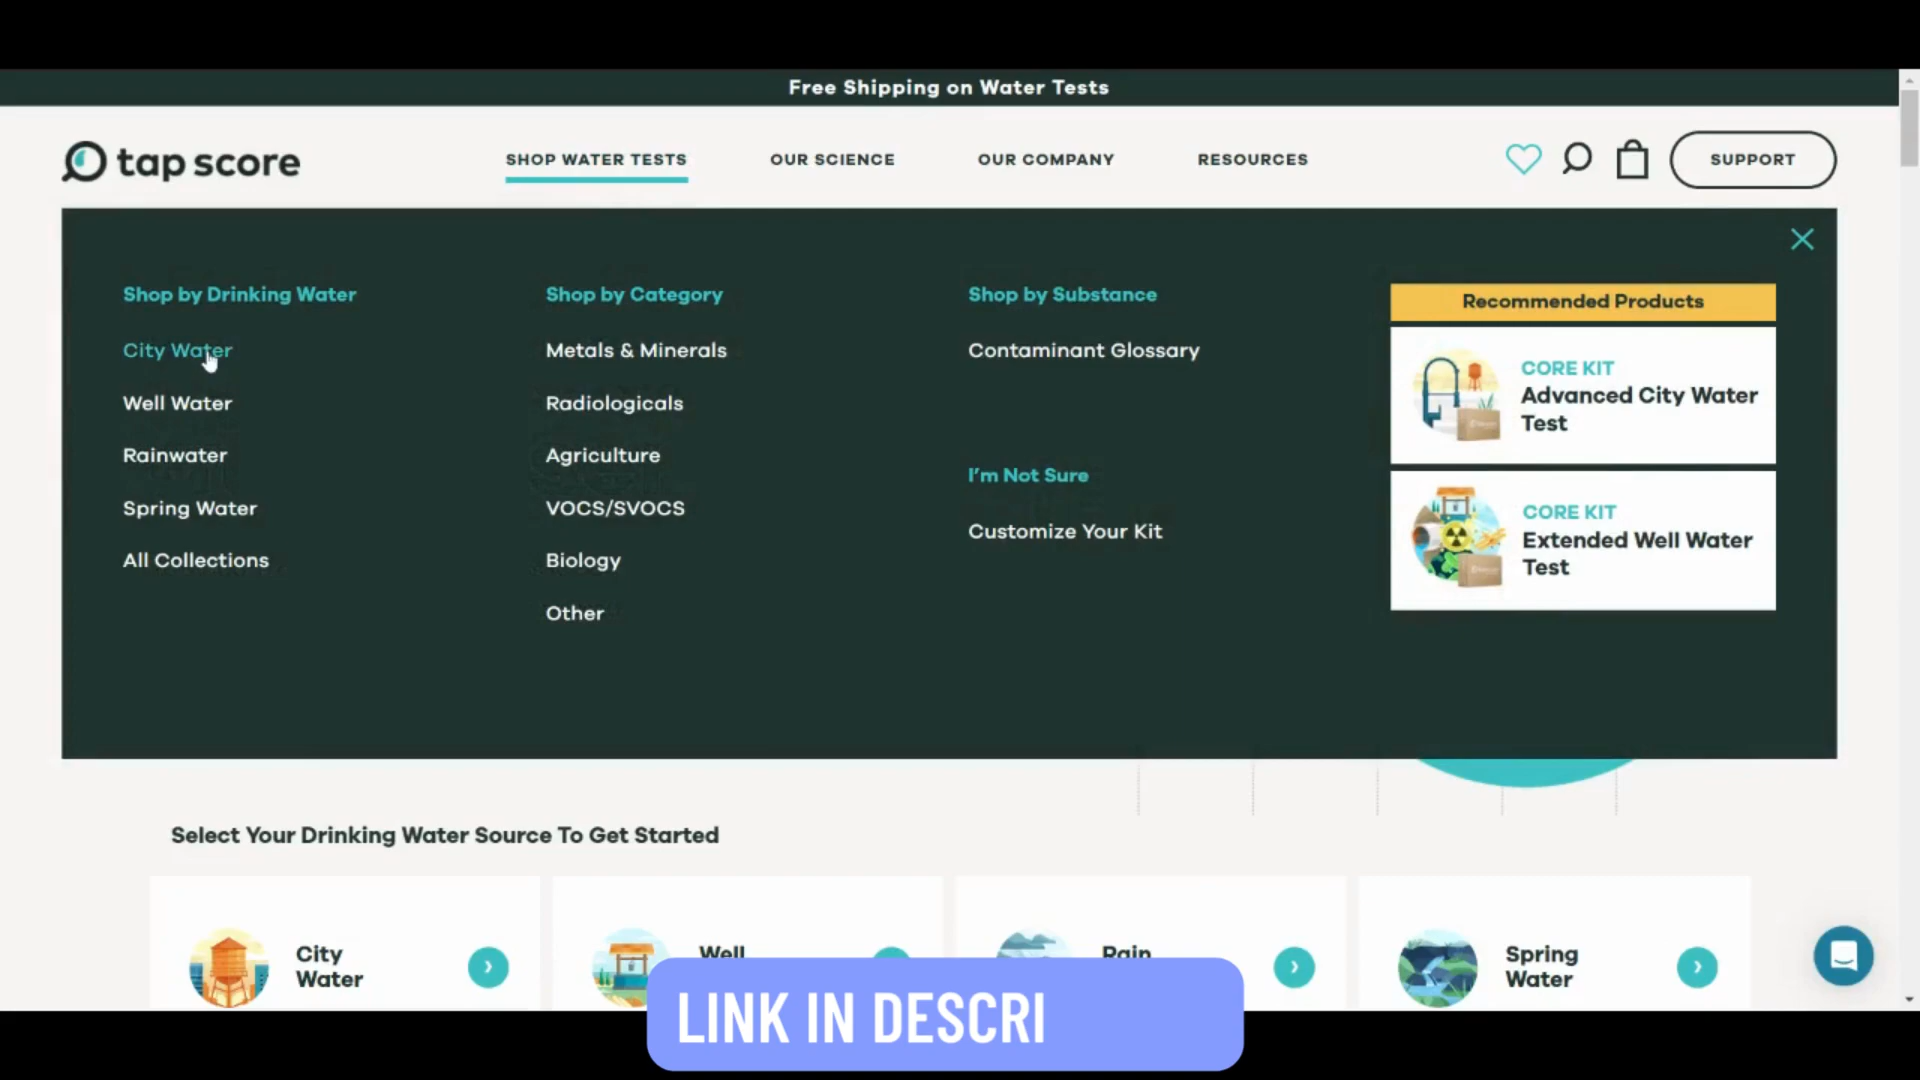 Free Shipping on Water Tests
tap score
SHOP WATER TESTS
OUR SCIENCE
OUR COMPANY
RESOURCES
SUPPORT
Shop by Drinking Water
City Water
Well Water
Rainwater
Spring Water
All Collections
Shop by Category
Metals & Minerals
Radiologicals
Agriculture
VOCS/SVOCS
Biology
Other
Shop by Substance
Contaminant Glossary
I'm Not Sure
Customize Your Kit
Recommended Products
CORE KIT
Advanced City Water
Test
CORE KIT
Extended Well Water
Test
Select Your Drinking Water Source To Get Started
City
Water
Well
Rain
Spring
Water
LINK IN DESCRI